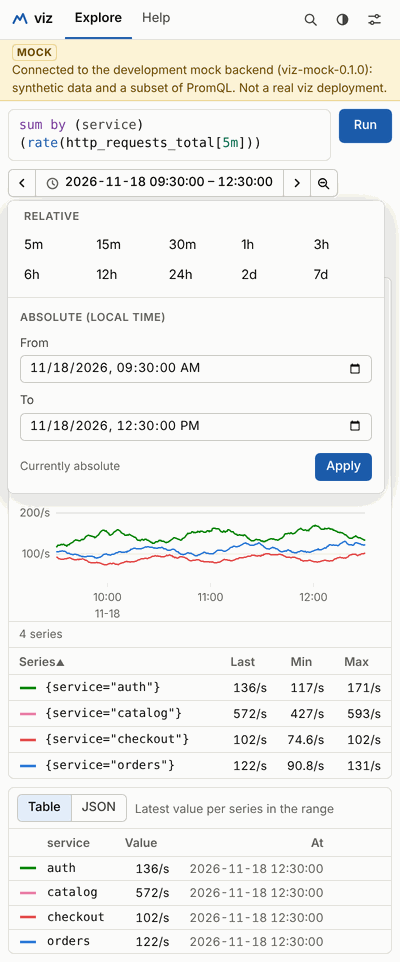 viz Explore Help
MOCK
Connected to the development mock backend (viz-mock-0.1.0):
synthetic data and a subset of PromQL. Not a real viz deployment.
sum by (service)
(rate(http_requests_total[5m]))
Run
2026-11-18 09:30:00 – 12:30:00
RELATIVE
5m 15m 30m 1h 3h
6h 12h 24h 2d 7d
ABSOLUTE (LOCAL TIME)
From
11/18/2026, 09:30:00 AM
To
11/18/2026, 12:30:00 PM
Currently absolute Apply
200/s
100/s
10:00 11:00 12:00
11-18
4 series
Series▲ Last Min Max
{service="auth"} 136/s 117/s 171/s
{service="catalog"} 572/s 427/s 593/s
{service="checkout"} 102/s 74.6/s 102/s
{service="orders"} 122/s 90.8/s 131/s
Table JSON Latest value per series in the range
service Value At
auth 136/s 2026-11-18 12:30:00
catalog 572/s 2026-11-18 12:30:00
checkout 102/s 2026-11-18 12:30:00
orders 122/s 2026-11-18 12:30:00